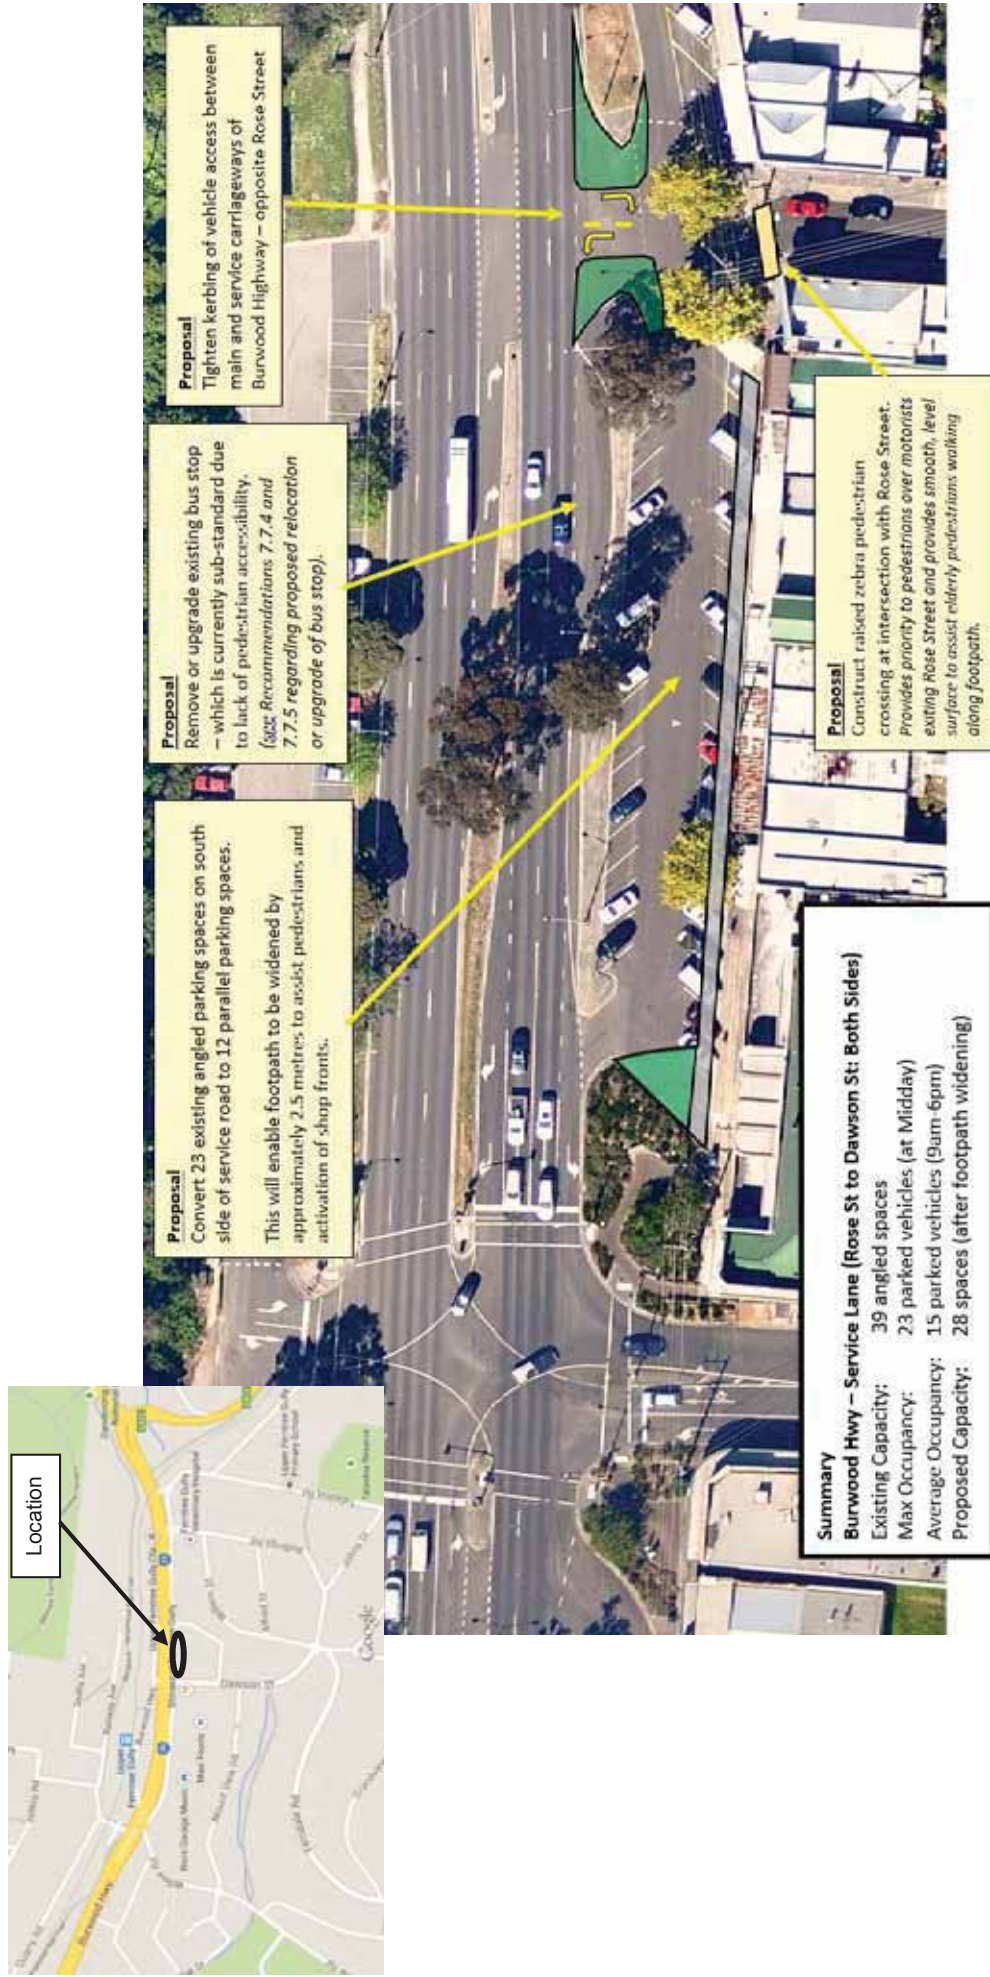 Location
Proposal
Convert 23 existing angled parking spaces on south
side of service road to 12 parallel parking spaces.
This will enable footpath to be widened by
approximately 2.5 metres to assist pedestrians and
activation of shop fronts.
Proposal
Remove or upgrade existing bus stop
– which is currently sub-standard due
to lack of pedestrian accessibility.
(see Recommendations 7.7.4 and
7.7.5 regarding proposed relocation
or upgrade of bus stop).
Proposal
Tighten kerbing of vehicle access between
main and service carriageways of
Burwood Highway – opposite Rose Street
Proposal
Construct raised zebra pedestrian
crossing at intersection with Rose Street.
Provides priority to pedestrians over motorists
exiting Rose Street and provides smooth, level
surface to assist elderly pedestrians walking
along footpath.
Summary
Burwood Hwy – Service Lane (Rose St to Dawson St: Both Sides)
Existing Capacity: 39 angled spaces
Max Occupancy: 23 parked vehicles (at Midday)
Average Occupancy: 15 parked vehicles (9am-6pm)
Proposed Capacity: 28 spaces (after footpath widening)
Burwood Hwy
Burwood Hwy
Upper
Ferntree Gully
Dawson St
Google